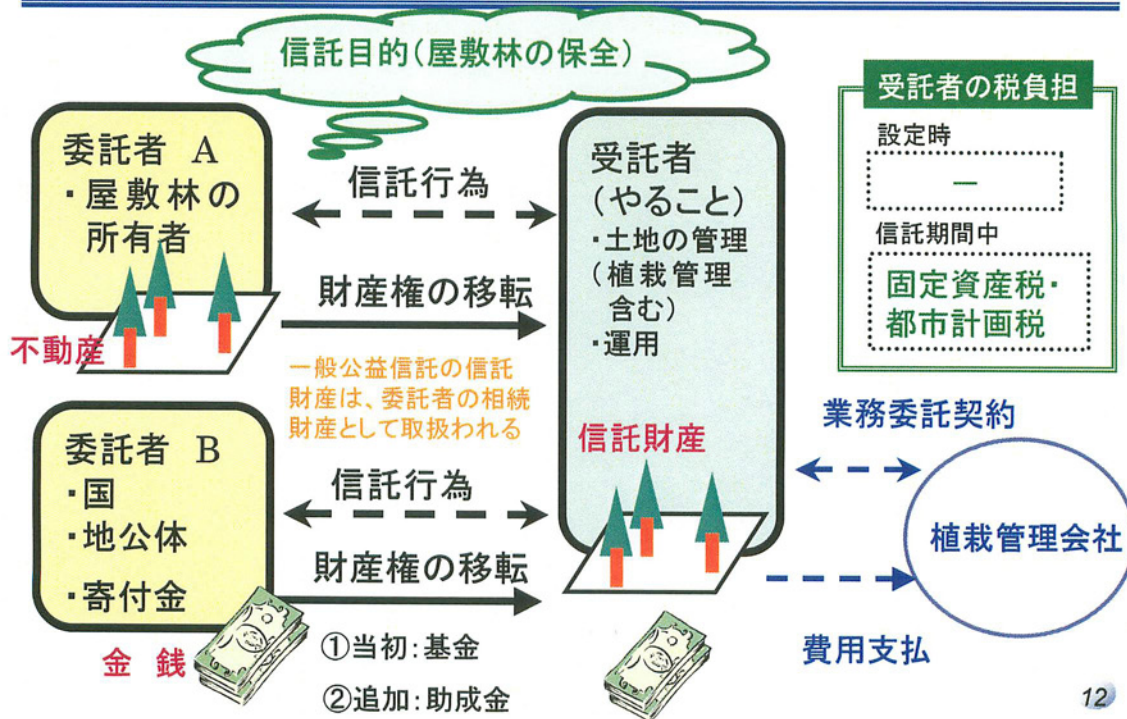 信託目的(屋敷林の保全)
委託者 A
・屋敷林の
所有者
不動産
信託行為
財産権の移転
一般公益信託の信託
財産は、委託者の相続
財産として取扱われる
委託者 B
・国
・地公体
・寄付金
金 銭
信託行為
財産権の移転
①当初:基金
②追加:助成金
受託者
(やること)
・土地の管理
(植栽管理
含む)
・運用
信託財産
受託者の税負担
設定時
-
信託期間中
固定資産税・
都市計画税
業務委託契約
植栽管理会社
費用支払
12